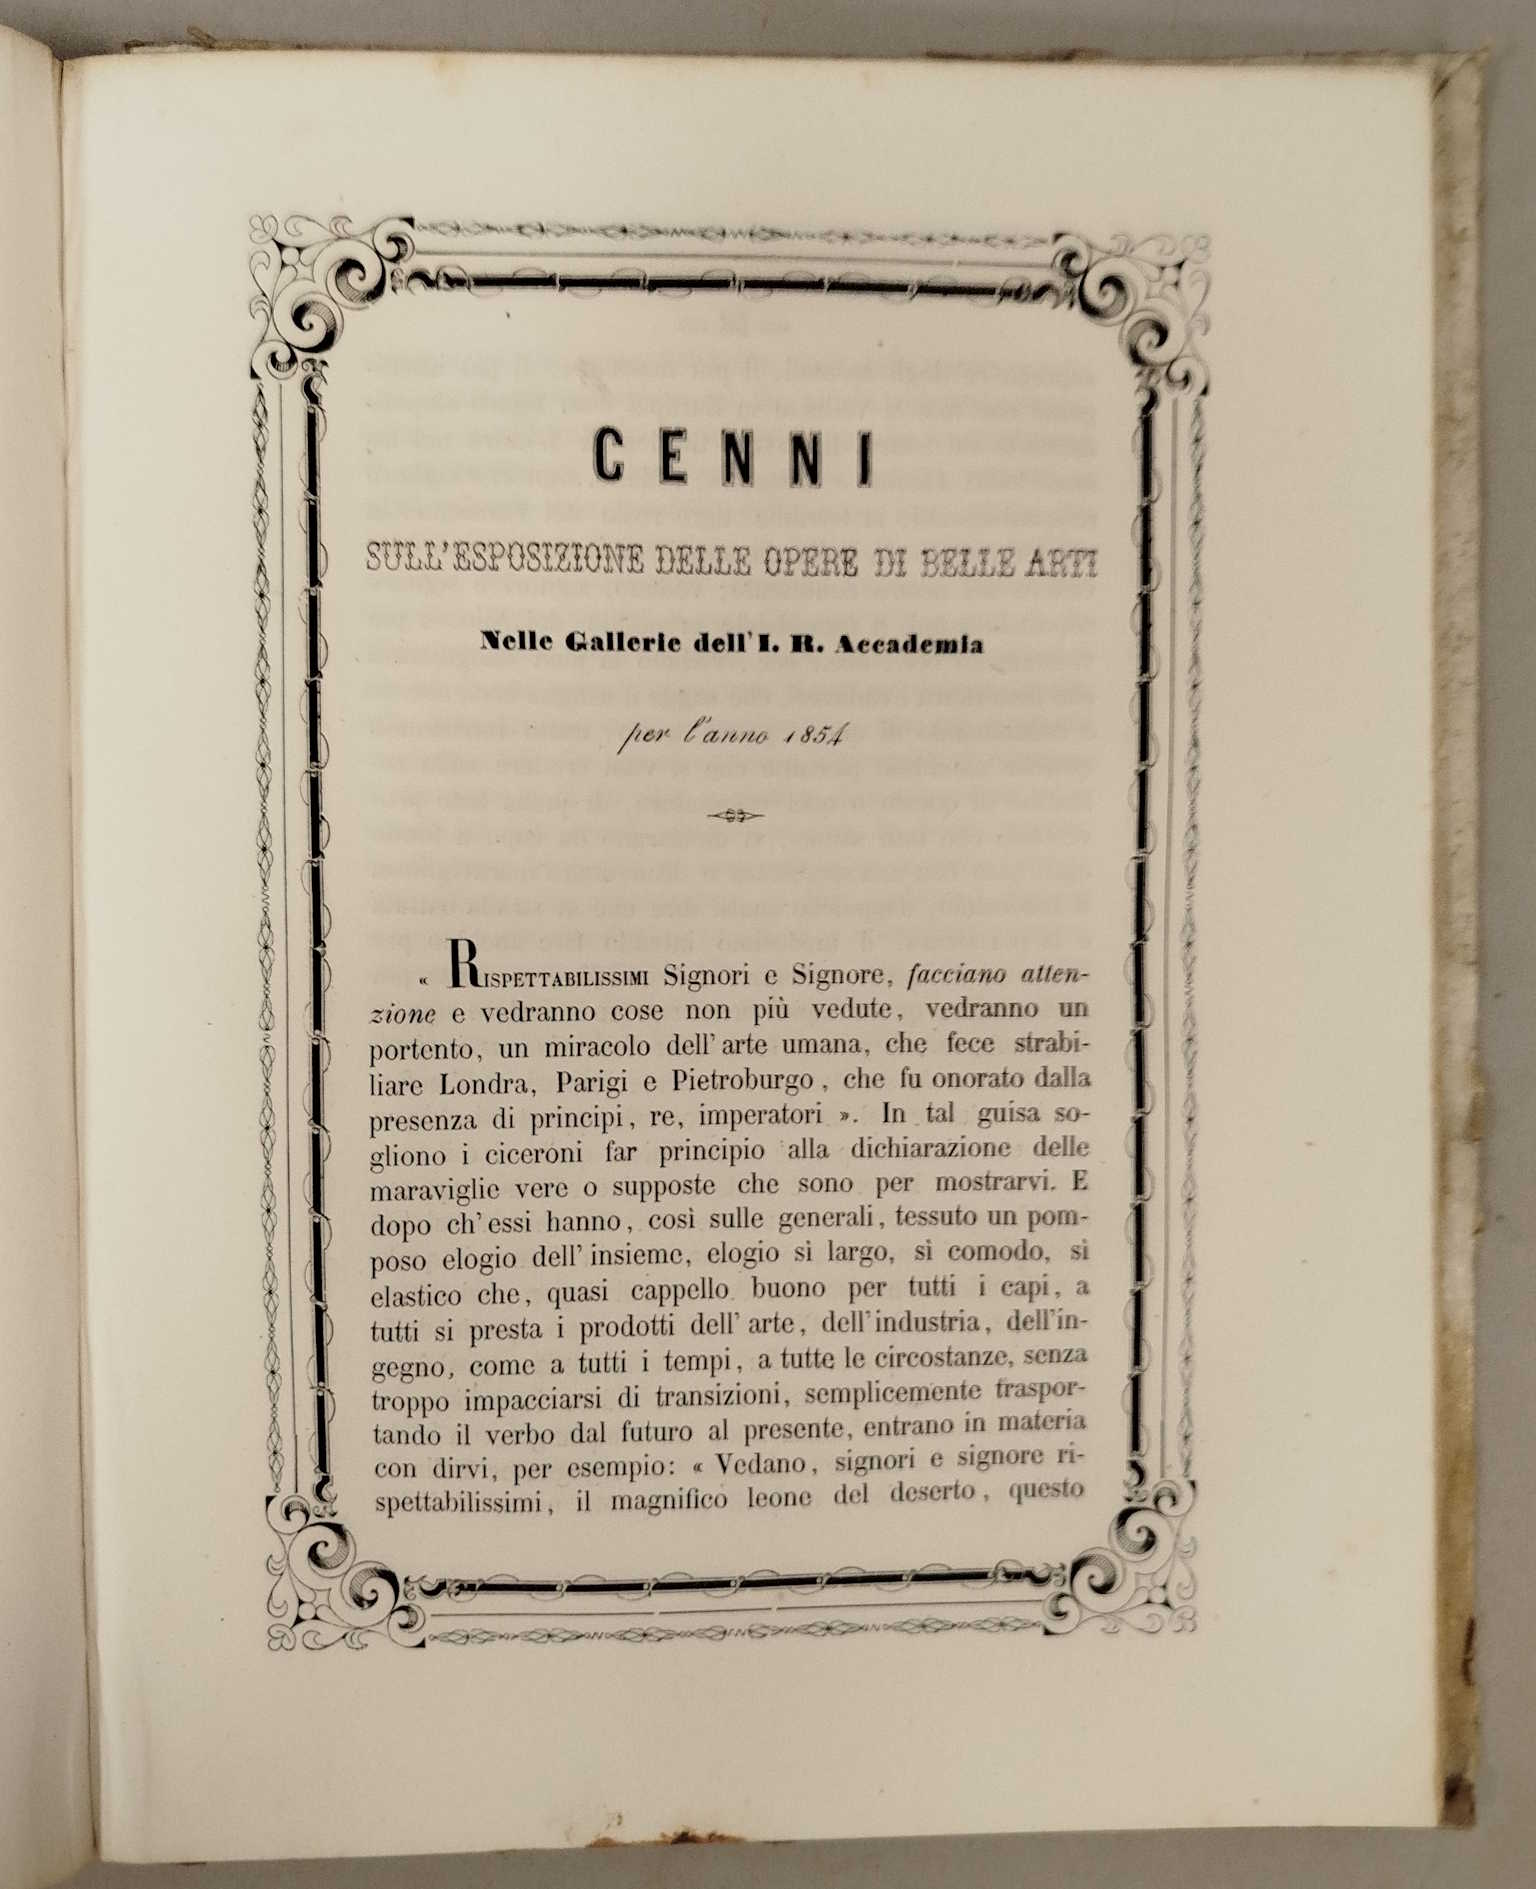 CENNI
SULL'ESPOSIZIONE DELLE OPERE DI BELLE ARTI
Nelle Gallerie dell'I. R. Accademia
per l'anno 1854
« RISPETTABILISSIMI Signori e Signore, facciano atten-
zione e vedranno cose non più vedute, vedranno un
portento, un miracolo dell'arte umana, che fece strabi-
liare Londra, Parigi e Pietroburgo, che fu onorato dalla
presenza di principi, re, imperatori ». In tal guisa so-
gliono i ciceroni far principio alla dichiarazione delle
maraviglie vere o supposte che sono per mostrarvi. E
dopo ch'essi hanno, così sulle generali, tessuto un pom-
poso elogio dell'insieme, elogio sì largo, sì comodo, sì
elastico che, quasi cappello buono per tutti i capi, a
tutti si presta i prodotti dell'arte, dell'industria, dell'in-
gegno, come a tutti i tempi, a tutte le circostanze, senza
troppo impacciarsi di transizioni, semplicemente traspor-
tando il verbo dal futuro al presente, entrano in materia
con dirvi, per esempio: « Vedano, signori e signore ri-
spettabilissimi, il magnifico leone del deserto, questo